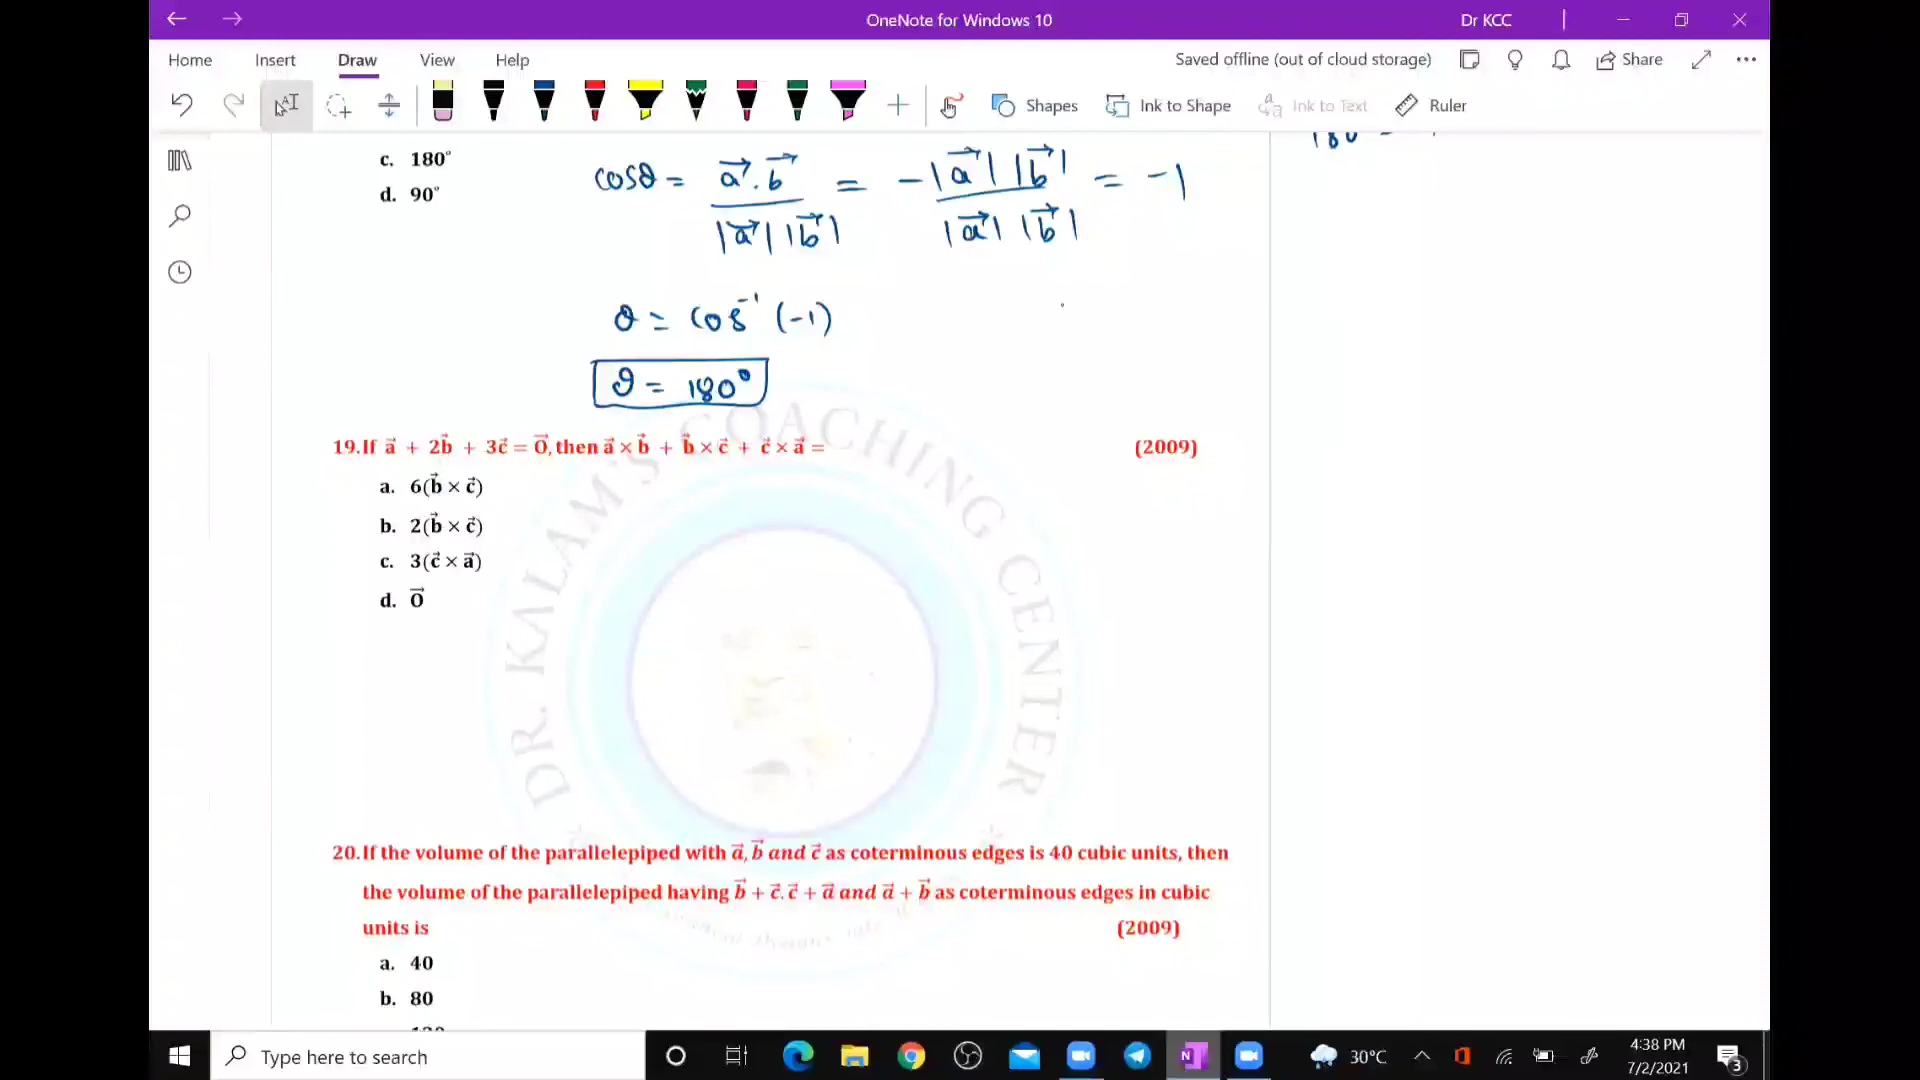 OneNote for Windows 10
Dr KCC
Home Insert Draw View Help
Saved offline (out of cloud storage)
Share
Shapes
Ink to Shape
Ink to Text
Ruler
c. 180°
d. 90°
cosθ = a⃗.b⃗ / |a⃗| |b⃗| = -|a⃗| |b⃗| / |a⃗| |b⃗| = -1
θ = cos⁻¹ (-1)
θ = 180°
19. If a⃗ + 2b⃗ + 3c⃗ = O⃗, then a⃗ × b⃗ + b⃗ × c⃗ + c⃗ × a⃗ = (2009)
a. 6(b⃗ × c⃗)
b. 2(b⃗ × c⃗)
c. 3(c⃗ × a⃗)
d. O⃗
DR. KALAM'S COACHING CENTER
20. If the volume of the parallelepiped with a⃗, b⃗ and c⃗ as coterminous edges is 40 cubic units, then
the volume of the parallelepiped having b⃗ + c⃗. c⃗ + a⃗ and a⃗ + b⃗ as coterminous edges in cubic
units is (2009)
a. 40
b. 80
Type here to search
30°C
4:38 PM
7/2/2021
3